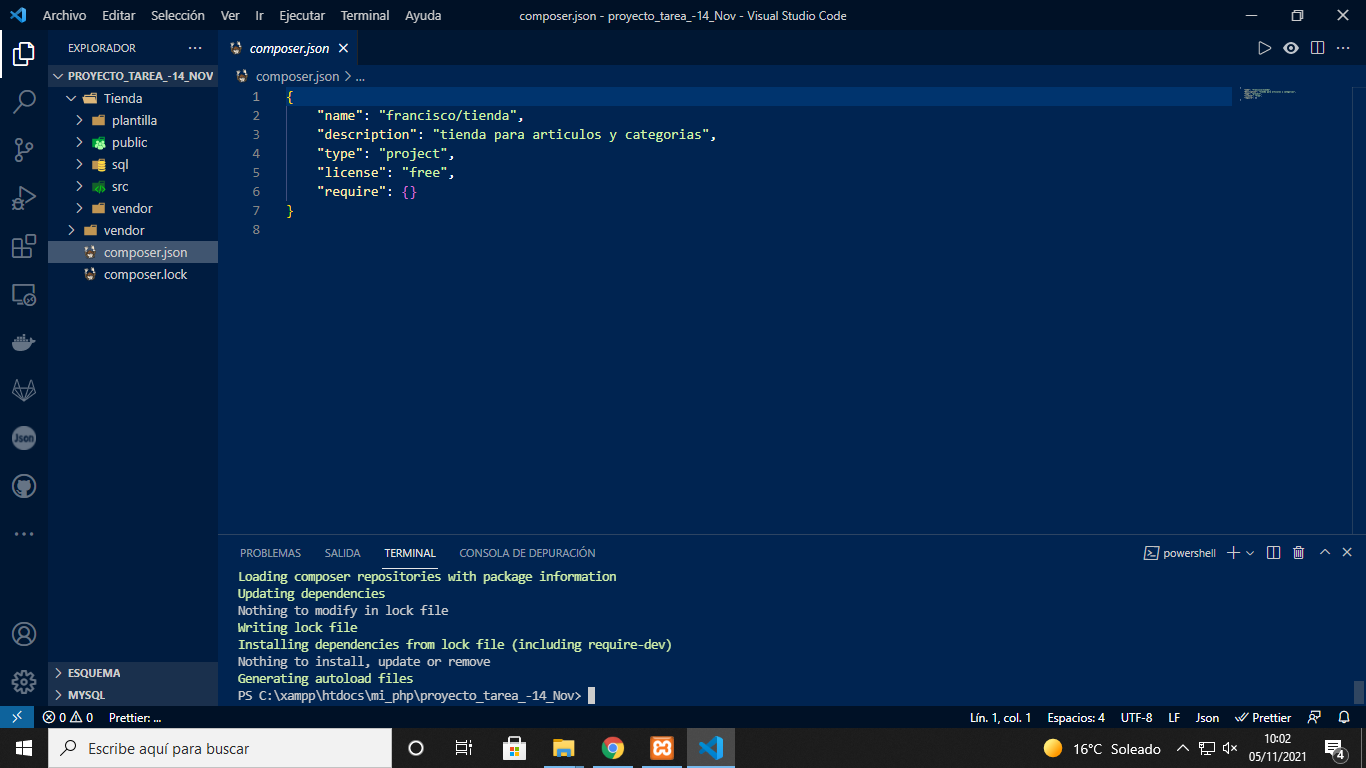 Archivo Editar Selección Ver Ir Ejecutar Terminal Ayuda composer.json - proyecto_tarea_-14_Nov - Visual Studio Code
EXPLORADOR
PROYECTO_TAREA_-14_NOV
Tienda
plantilla
public
sql
src
vendor
vendor
composer.json
composer.lock
ESQUEMA
MYSQL
Json
composer.json
composer.json > ...
1 {
2 "name": "francisco/tienda",
3 "description": "tienda para articulos y categorias",
4 "type": "project",
5 "license": "free",
6 "require": {}
7 }
8
PROBLEMAS SALIDA TERMINAL CONSOLA DE DEPURACIÓN powershell
Loading composer repositories with package information
Updating dependencies
Nothing to modify in lock file
Writing lock file
Installing dependencies from lock file (including require-dev)
Nothing to install, update or remove
Generating autoload files
PS C:\xampp\htdocs\mi_php\proyecto_tarea_-14_Nov>
0 0 Prettier: ... Lín. 1, col. 1 Espacios: 4 UTF-8 LF Json Prettier
Escribe aquí para buscar
16°C Soleado
10:02
05/11/2021
4